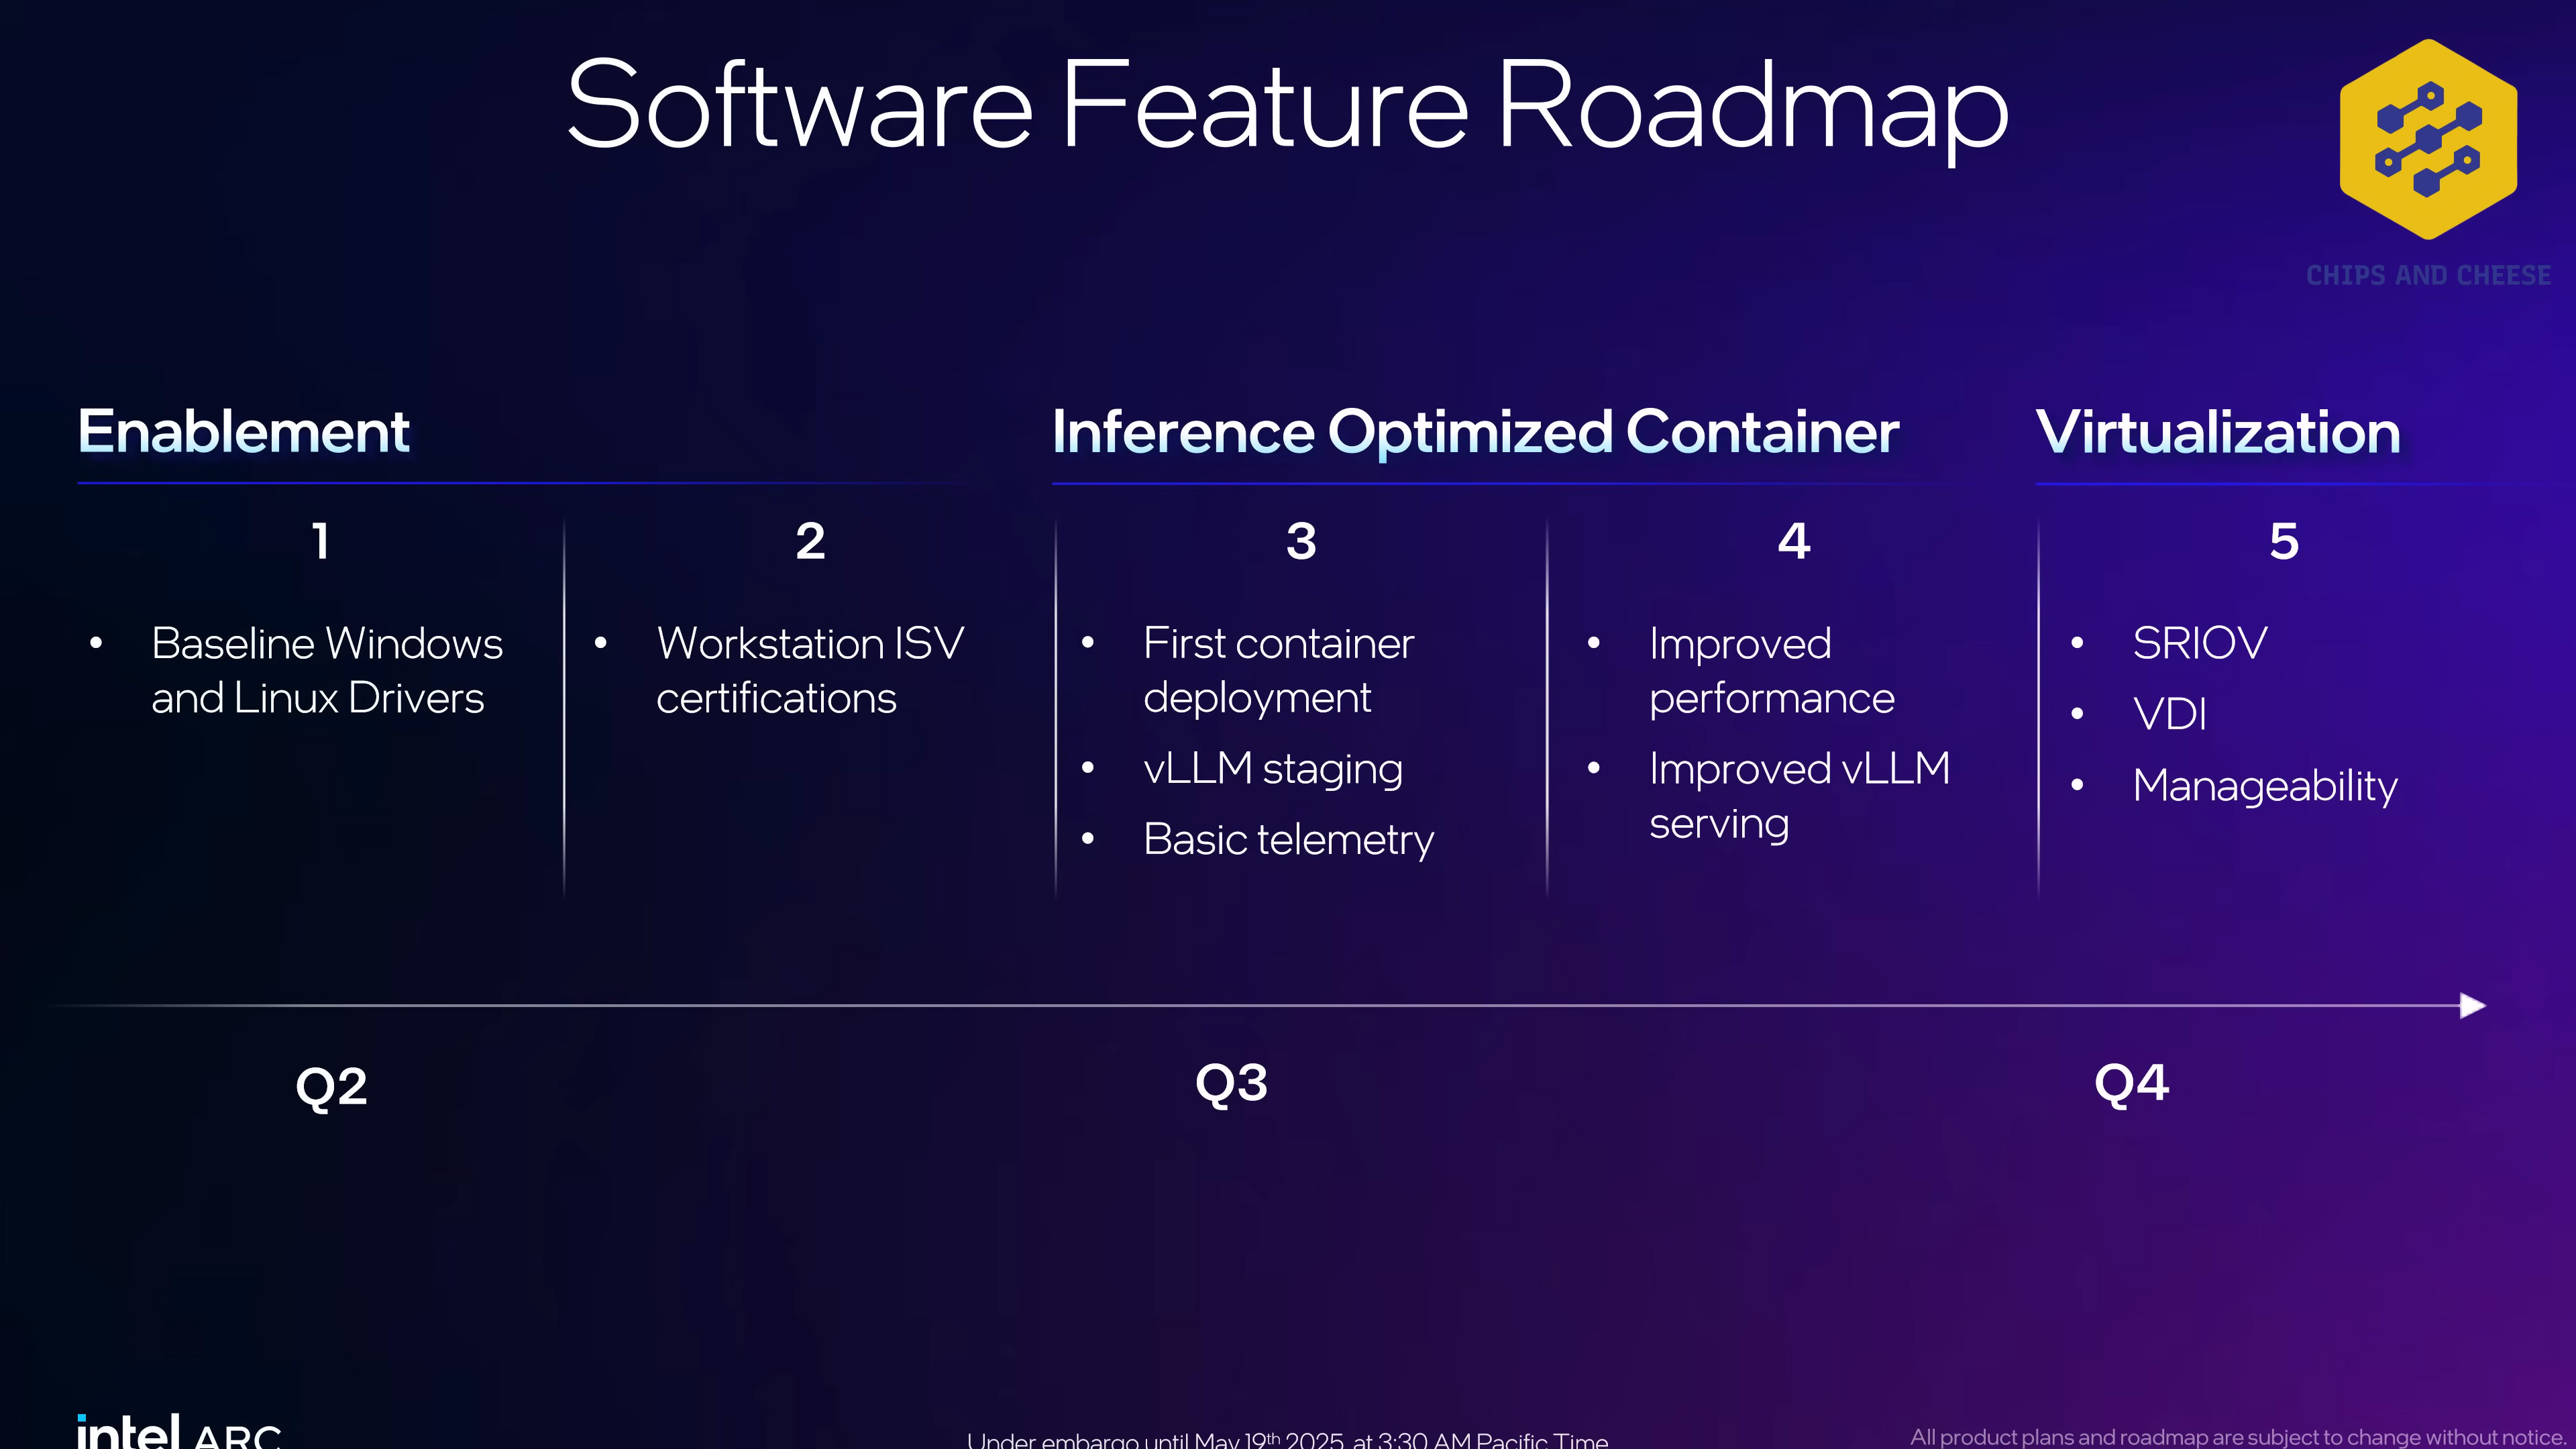 Software Feature Roadmap
CHIPS AND CHEESE
Enablement
1
• Baseline Windows
and Linux Drivers
2
• Workstation ISV
certifications
Inference Optimized Container
3
• First container
deployment
• vLLM staging
• Basic telemetry
4
• Improved
performance
• Improved vLLM
serving
Virtualization
5
• SRIOV
• VDI
• Manageability
Q2
Q3
Q4
intel ARC
Under embargo until May 19th 2025, at 3:30 AM Pacific Time
All product plans and roadmap are subject to change without notice.